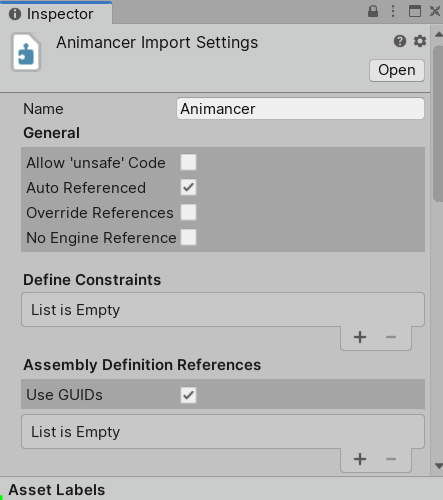 Inspector
Animancer Import Settings
Open
Name Animancer
General
Allow 'unsafe' Code
Auto Referenced
Override References
No Engine Reference
Define Constraints
List is Empty
Assembly Definition References
Use GUIDs
List is Empty
Asset Labels